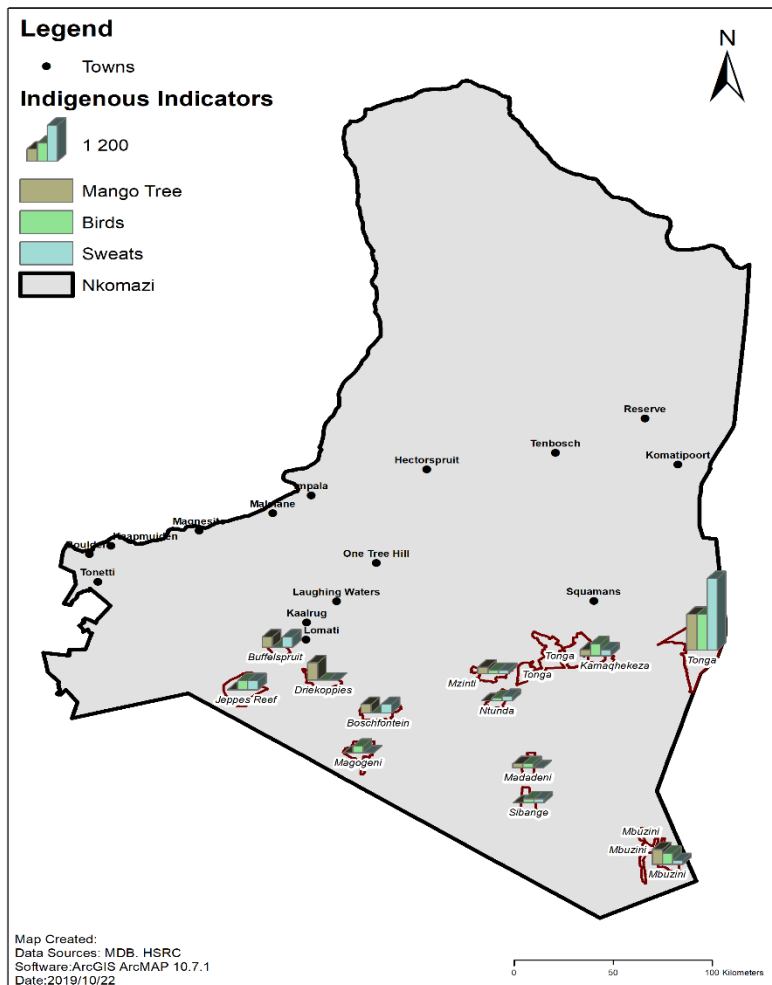 Legend
Towns
Indigenous Indicators
1 200
Mango Tree
Birds
Sweats
Nkomazi
N
Reserve
Tenbosch
Komatipoort
Hectorspruit
mpala
Malelane
Magnesite
Kaapmuiden
Boulders
Tonetti
One Tree Hill
Laughing Waters
Squamans
Kaalrug
Lomati
Buffelspruit
Driekoppies
Jeppes Reef
Boschfontein
Magogeni
Mzinti
Tonga
Tonga
Kamaqhekeza
Tonga
Ntunda
Madadeni
Sibange
Mbuzini
Mbuzini
Mbuzini
Map Created:
Data Sources: MDB. HSRC
Software:ArcGIS ArcMAP 10.7.1
Date:2019/10/22
0 50 100 Kilometers